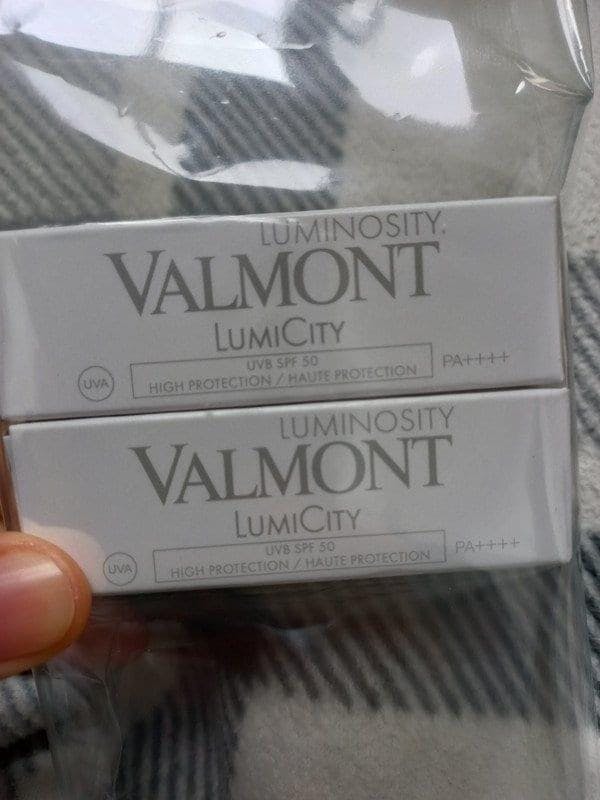 LUMINOSITY
VALMONT
LUMICITY
UVA
UVB SPF 50
HIGH PROTECTION / HAUTE PROTECTION
PA++++
LUMINOSITY
VALMONT
LUMICITY
UVA
UVB SPF 50
HIGH PROTECTION / HAUTE PROTECTION
PA++++